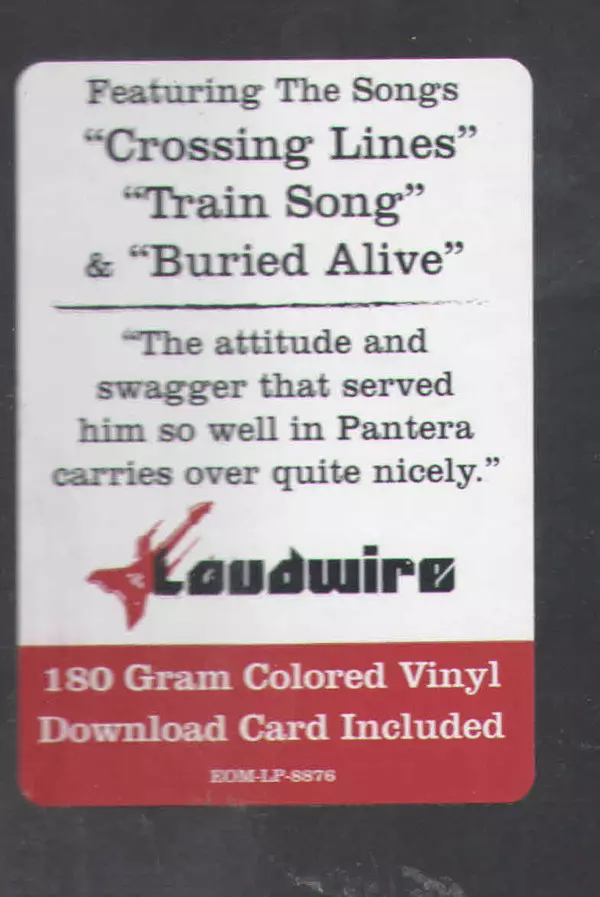 Featuring The Songs
“Crossing Lines”
“Train Song”
& “Buried Alive”
“The attitude and
swagger that served
him so well in Pantera
carries over quite nicely.”
Loudwire
180 Gram Colored Vinyl
Download Card Included
EOM-LP-8876